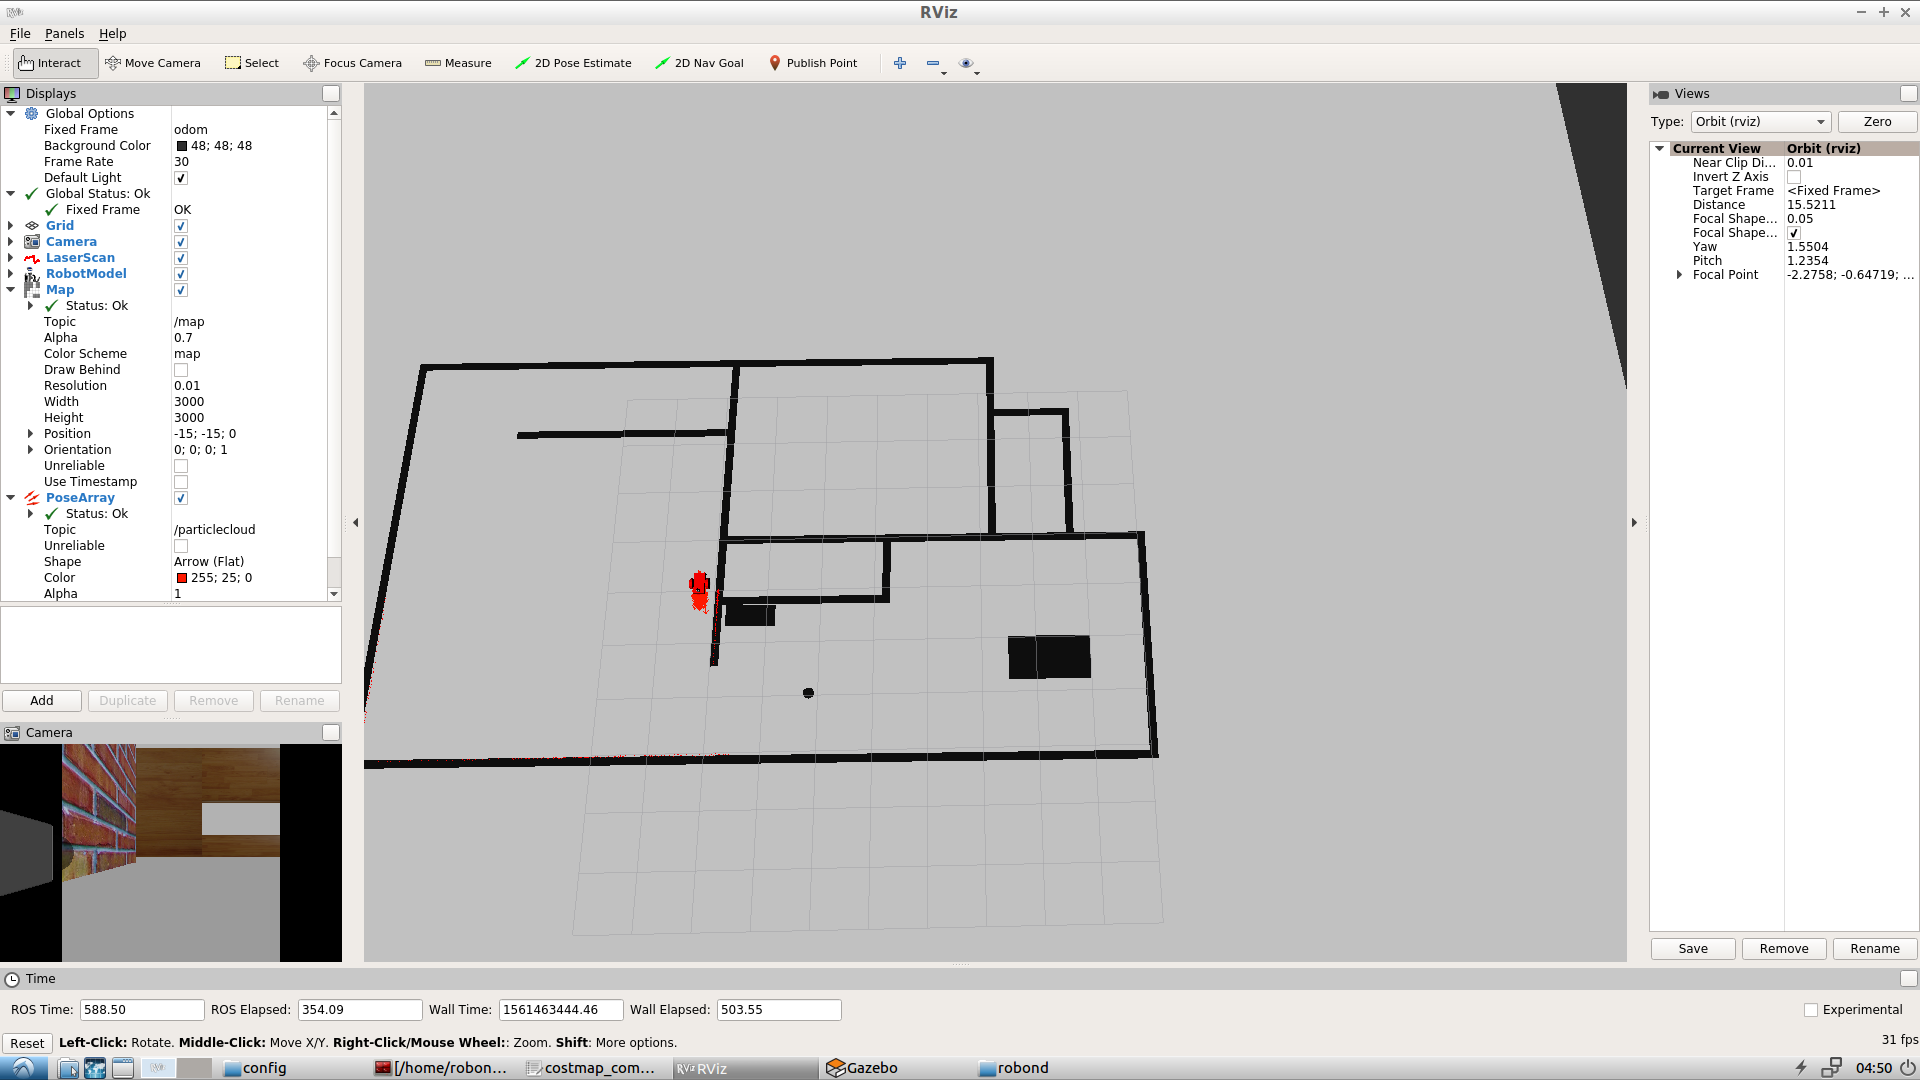 RViz
RViz
File Panels Help
Interact Move Camera Select Focus Camera Measure 2D Pose Estimate 2D Nav Goal Publish Point
Displays
Global Options
Fixed Frame odom
Background Color 48; 48; 48
Frame Rate 30
Default Light
Global Status: Ok
Fixed Frame OK
Grid
Camera
LaserScan
RobotModel
Map
Status: Ok
Topic /map
Alpha 0.7
Color Scheme map
Draw Behind
Resolution 0.01
Width 3000
Height 3000
Position -15; -15; 0
Orientation 0; 0; 0; 1
Unreliable
Use Timestamp
PoseArray
Status: Ok
Topic /particlecloud
Unreliable
Shape Arrow (Flat)
Color 255; 25; 0
Alpha 1
Add Duplicate Remove Rename
Camera
Views
Type: Orbit (rviz) Zero
Current View Orbit (rviz)
Near Clip Di... 0.01
Invert Z Axis
Target Frame <Fixed Frame>
Distance 15.5211
Focal Shape... 0.05
Focal Shape...
Yaw 1.5504
Pitch 1.2354
Focal Point -2.2758; -0.64719; ...
Save Remove Rename
Time
ROS Time: 588.50 ROS Elapsed: 354.09 Wall Time: 1561463444.46 Wall Elapsed: 503.55 Experimental
Reset Left-Click: Rotate. Middle-Click: Move X/Y. Right-Click/Mouse Wheel:: Zoom. Shift: More options. 31 fps
RViz config [/home/robon... costmap_com... RViz RViz Gazebo robond 04:50